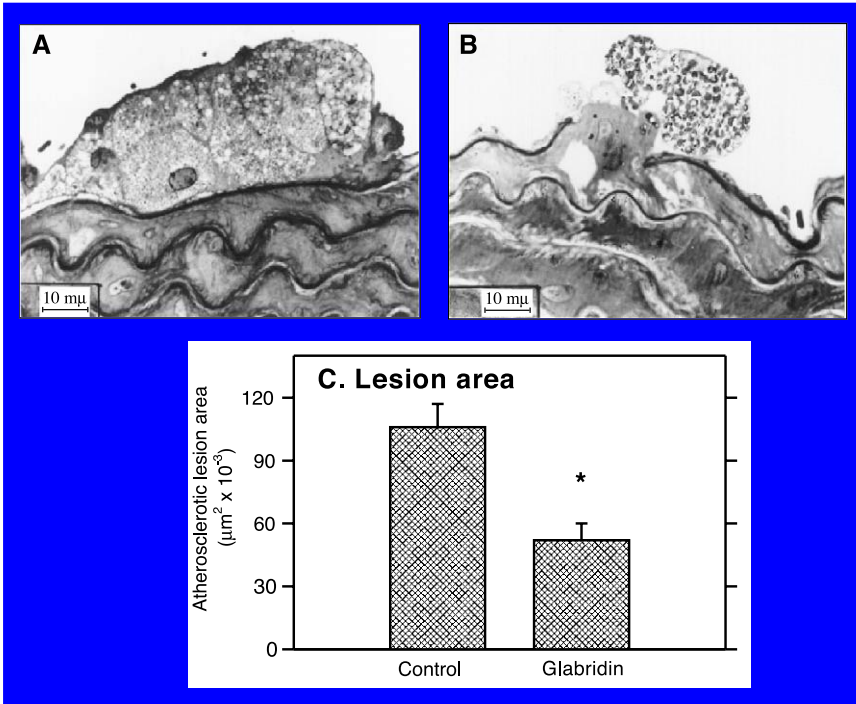 A
B
10 mµ
10 mµ
C. Lesion area
Atherosclerotic lesion area
(µm² x 10⁻³)
120
90
60
30
0
*
Control
Glabridin